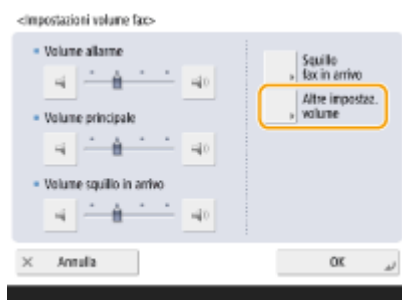 <Impostazioni volume fax>
Volume allarme
Volume principale
Volume squillo in arrivo
Squillo
fax in arrivo
Altre impostaz.
volume
Annulla
OK